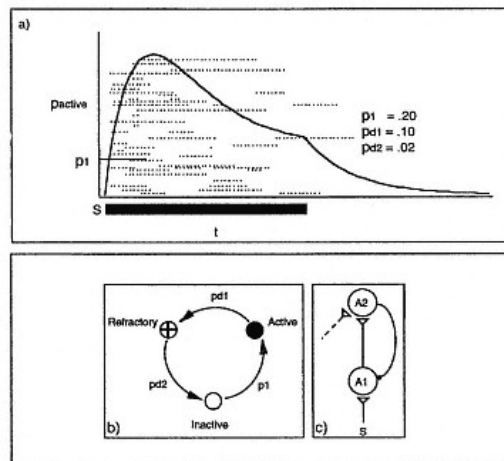 a)
Pactive
P1
p1 = .20
pd1 = .10
pd2 = .02
S
t
pd1
Refractory
Active
pd2
p1
Inactive
b)
A2
A1
S
c)